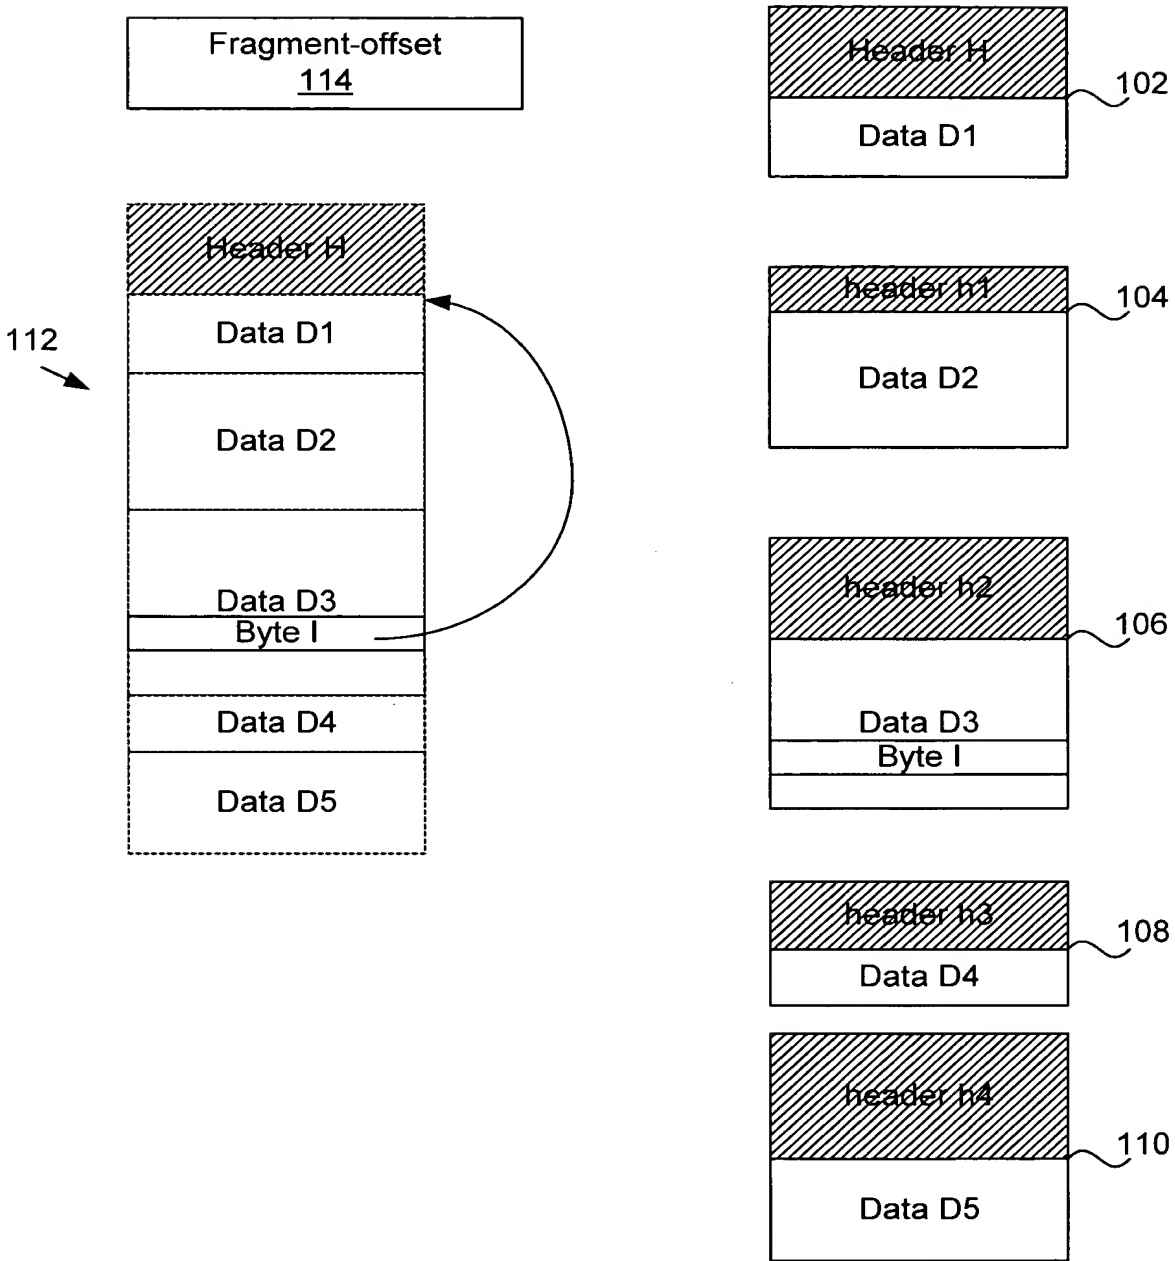 Fragment-offset
114
Header H
Data D1
112
Data D2
Data D3
Byte I
Data D4
Data D5
Header H
102
Data D1
header h1
104
Data D2
header h2
106
Data D3
Byte I
header h3
108
Data D4
header h4
110
Data D5